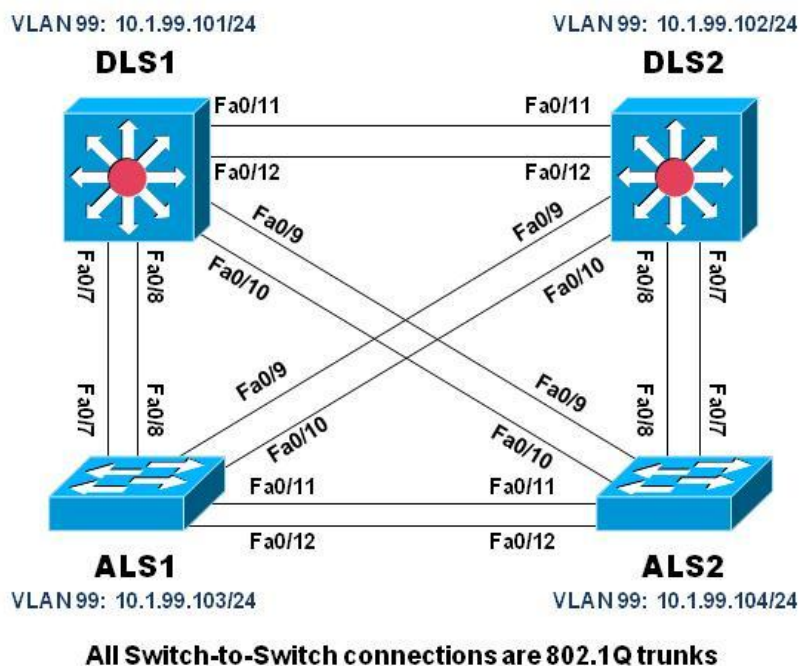 VLAN 99: 10.1.99.101/24
VLAN 99: 10.1.99.102/24
DLS1
DLS2
Fa0/11
Fa0/11
Fa0/12
Fa0/12
Fa0/9
Fa0/9
Fa0/10
Fa0/10
Fa0/7
Fa0/8
Fa0/8
Fa0/7
Fa0/9
Fa0/9
Fa0/7
Fa0/8
Fa0/10
Fa0/10
Fa0/8
Fa0/7
Fa0/11
Fa0/11
Fa0/12
Fa0/12
ALS1
ALS2
VLAN 99: 10.1.99.103/24
VLAN 99: 10.1.99.104/24
All Switch-to-Switch connections are 802.1Q trunks